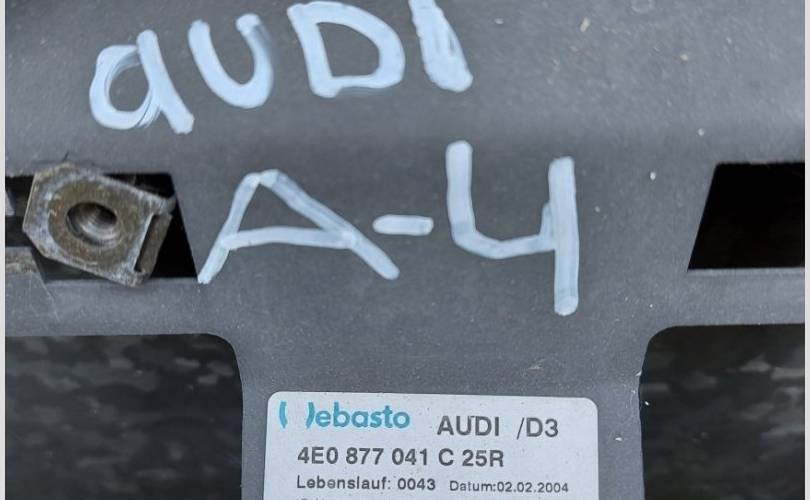 aUDI
A-4
Webasto AUDI /D3
4E0 877 041 C 25R
Lebenslauf: 0043 Datum:02.02.2004